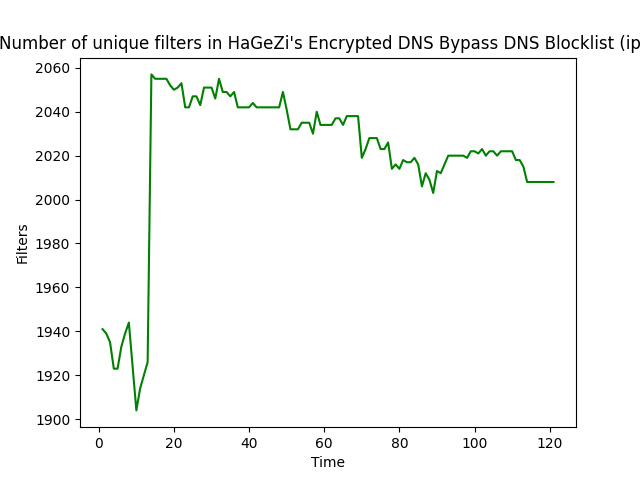 Number of unique filters in HaGeZi's Encrypted DNS Bypass DNS Blocklist (ip
2060
2040
2020
2000
1980
1960
1940
1920
1900
Filters
0 20 40 60 80 100 120
Time